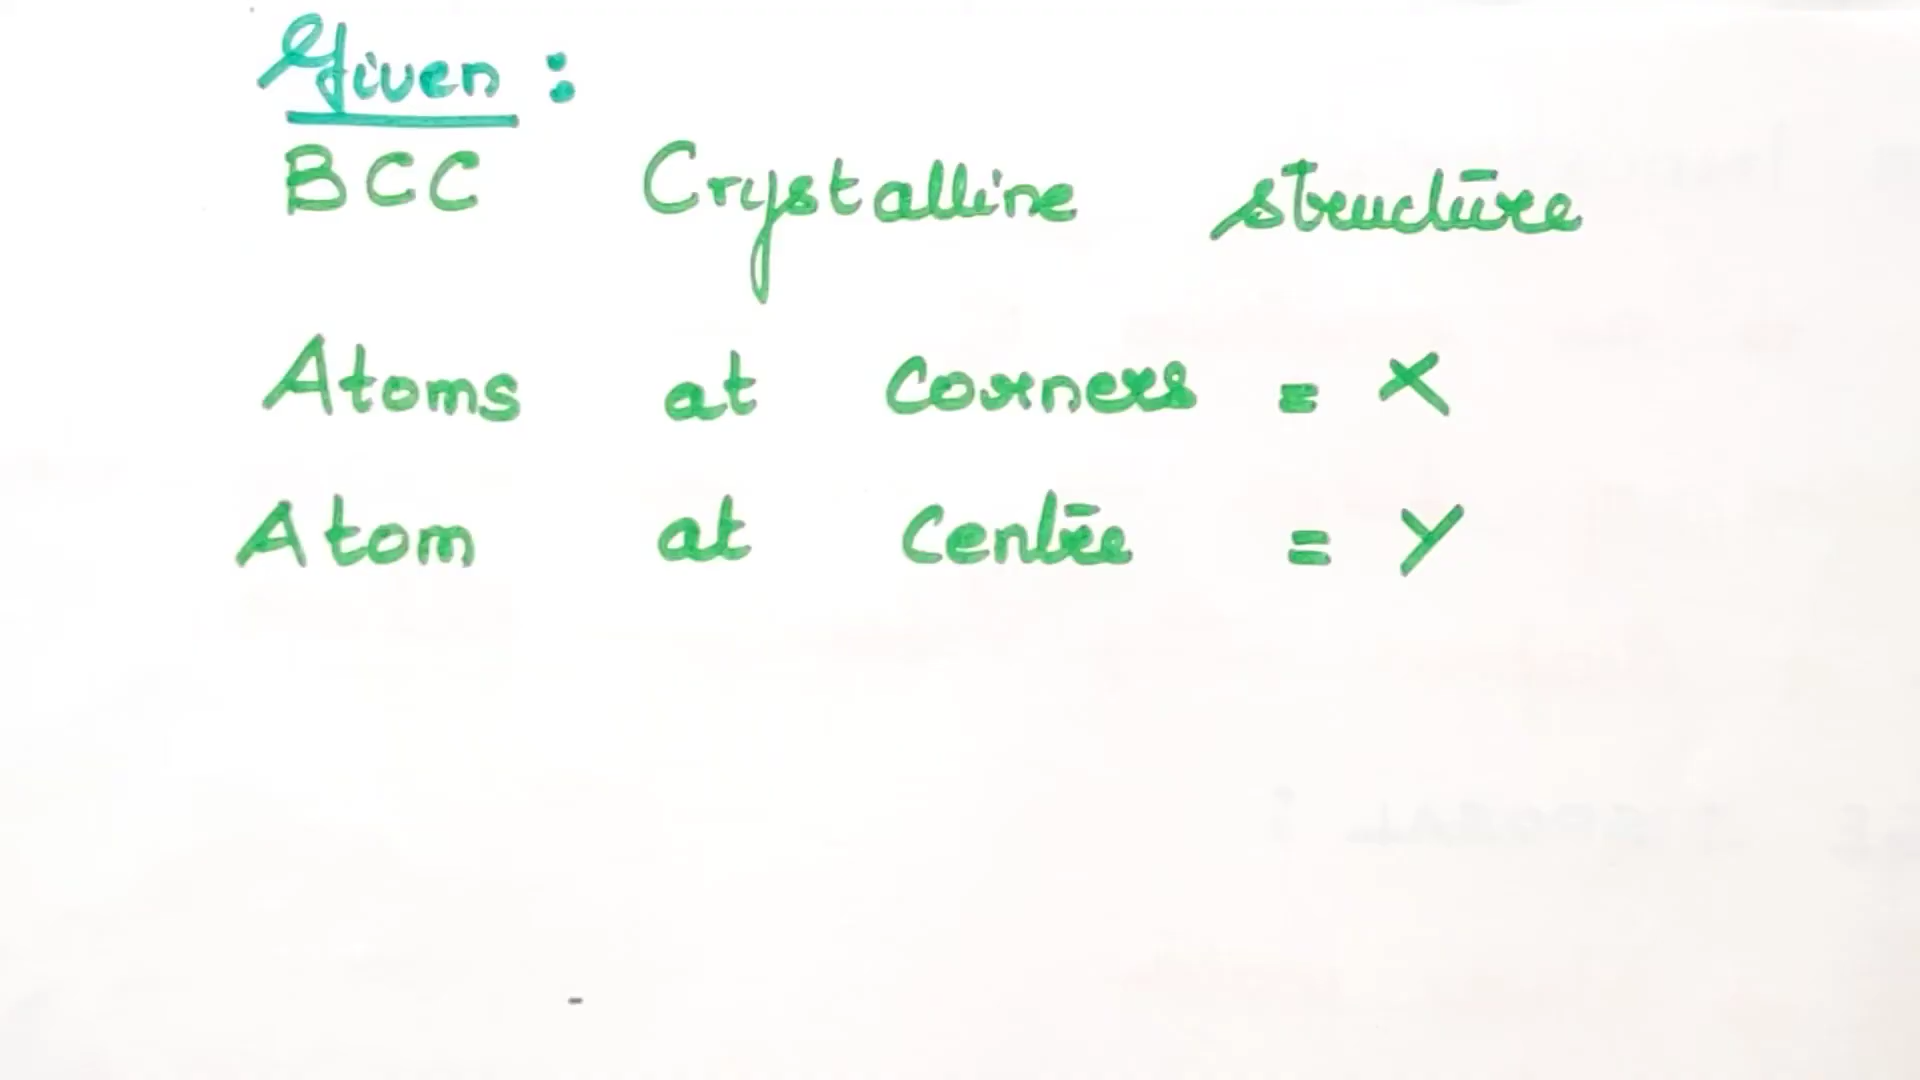 Given :
BCC Crystalline structure
Atoms at corners = X
Atom at centre = Y